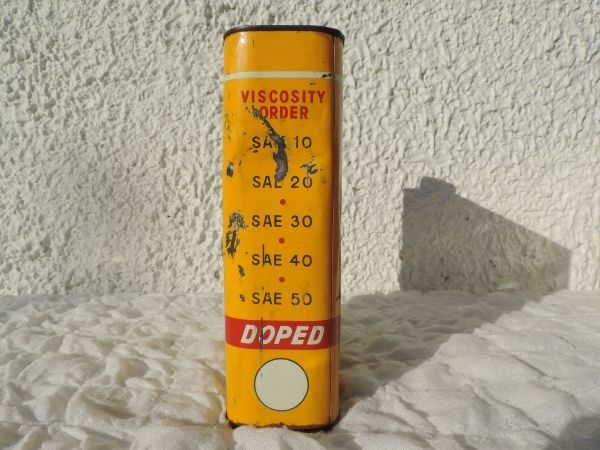 VISCOSITY
ORDER
SAE 10
SAE 20
SAE 30
SAE 40
SAE 50
DOPED